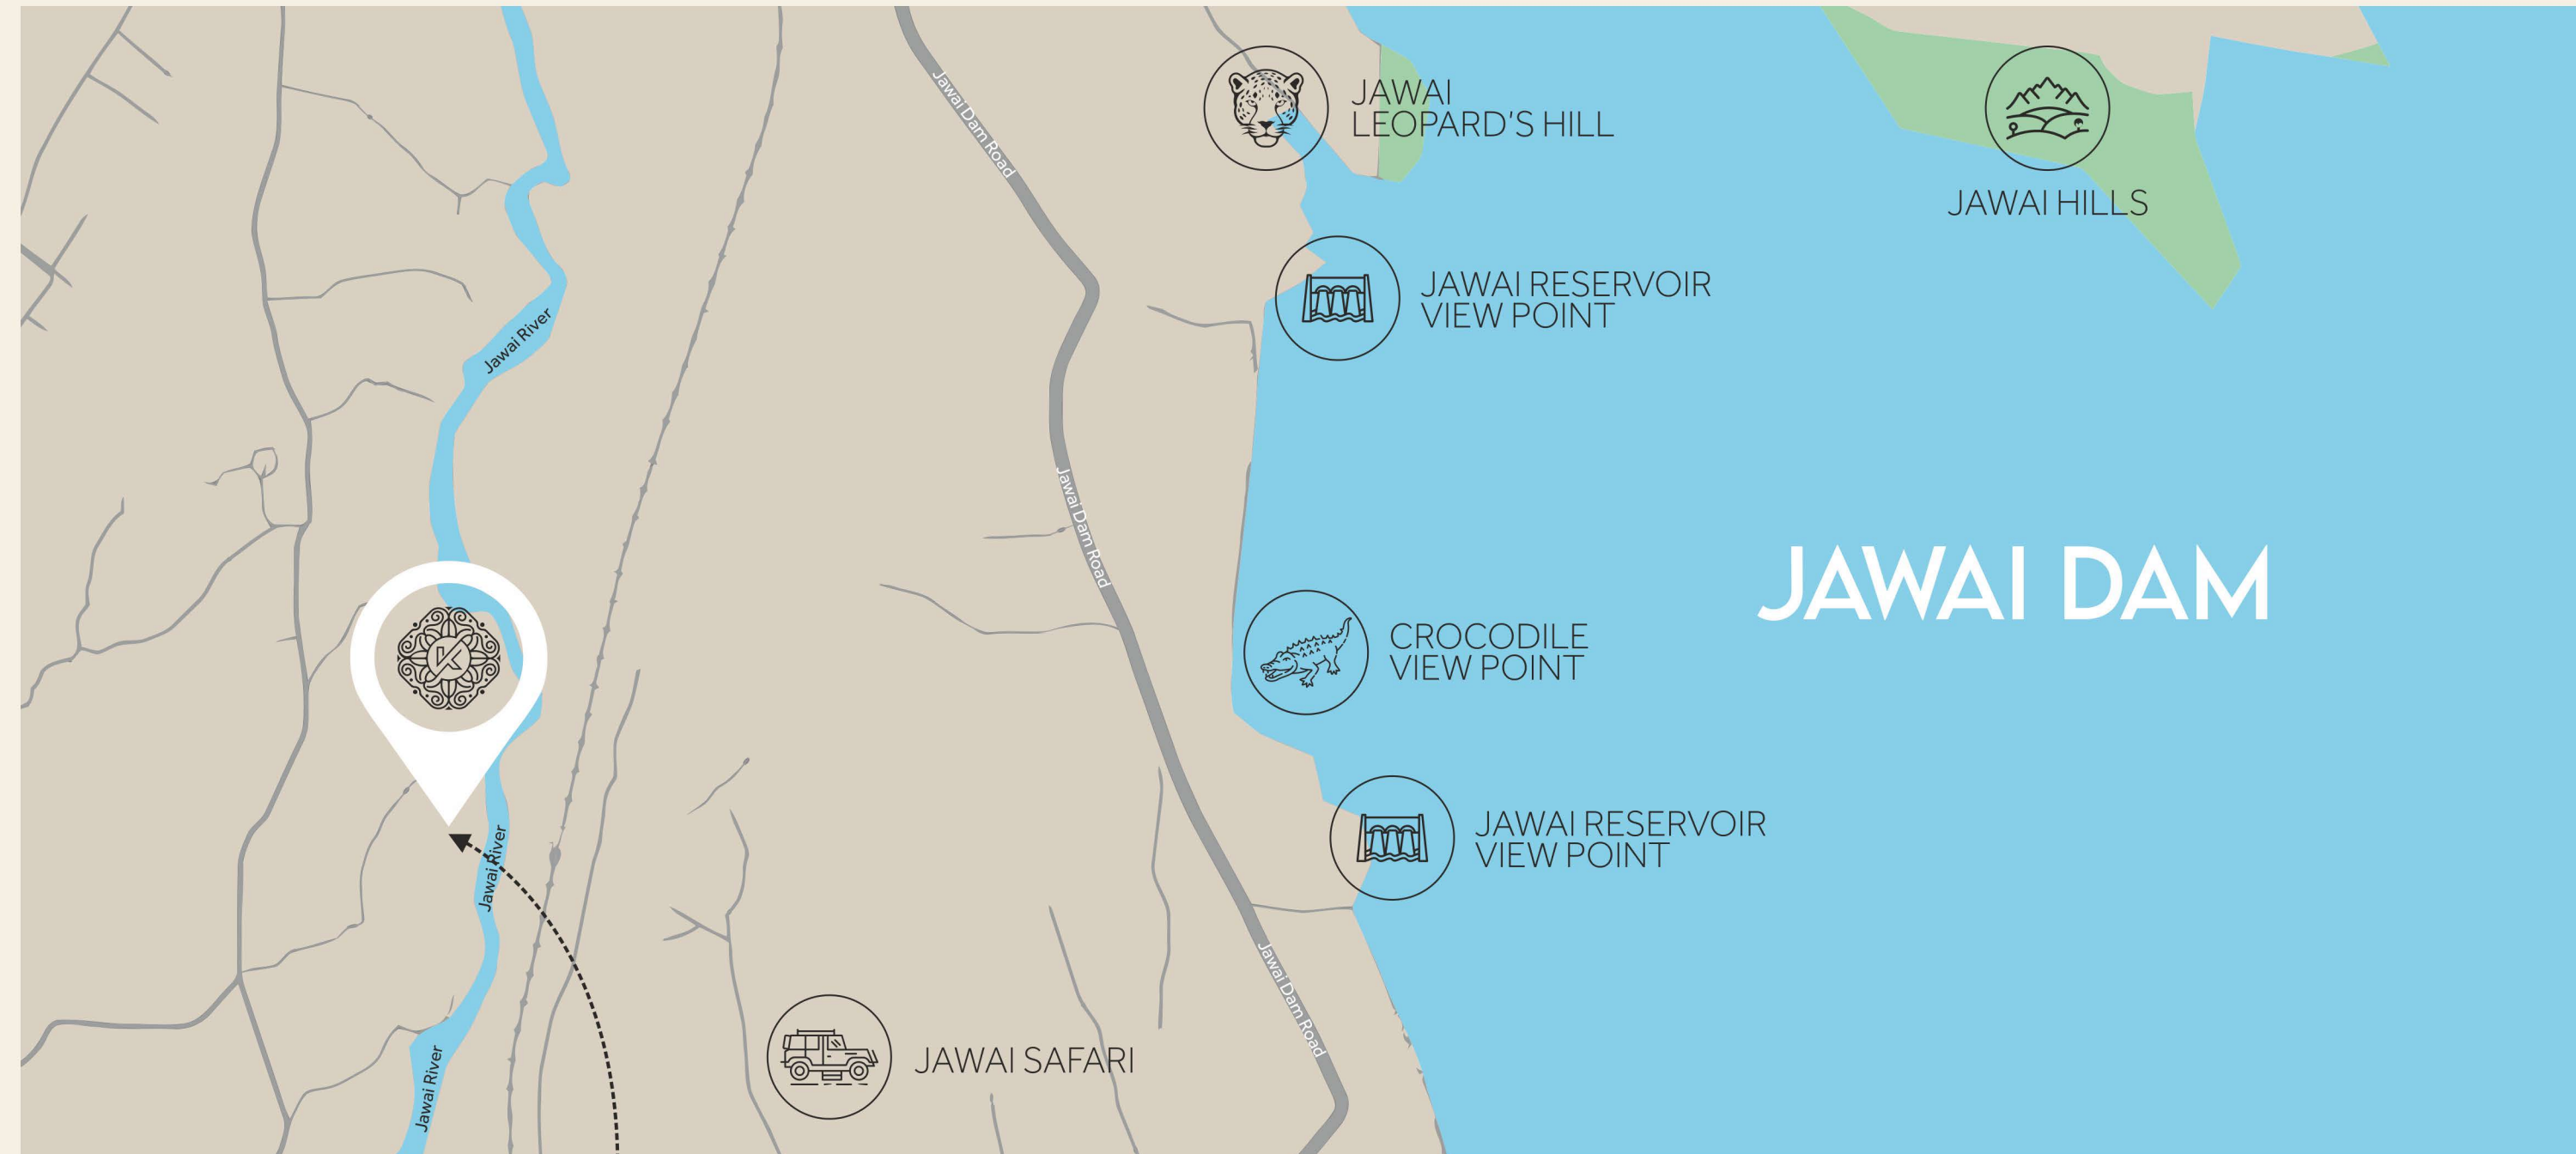 Jawai Dam Road
JAWAI
LEOPARD'S HILL
JAWAI HILLS
Jawai River
JAWAI RESERVOIR
VIEW POINT
Jawai Dam Road
JAWAI DAM
CROCODILE
VIEW POINT
K
Jawai River
JAWAI RESERVOIR
VIEW POINT
Jawai Dam Road
JAWAI SAFARI
Jawai River